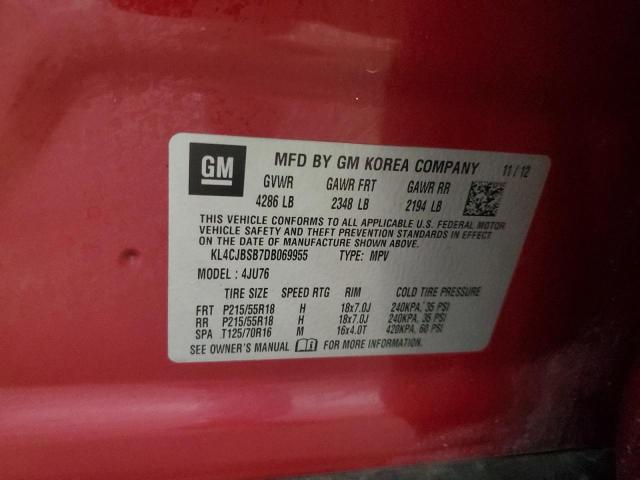 GM MFD BY GM KOREA COMPANY 11/12
GVWR GAWR FRT GAWR RR
4286 LB 2348 LB 2194 LB
THIS VEHICLE CONFORMS TO ALL APPLICABLE U.S. FEDERAL MOTOR
VEHICLE SAFETY AND THEFT PREVENTION STANDARDS IN EFFECT
ON THE DATE OF MANUFACTURE SHOWN ABOVE.
KL4CJBSB7DB069955 TYPE: MPV
MODEL: 4JU76
TIRE SIZE SPEED RTG RIM COLD TIRE PRESSURE
FRT P215/55R18 H 18x7.0J 240KPA, 35 PSI
RR P215/55R18 H 18x7.0J 240KPA, 35 PSI
SPA T125/70R16 M 16x4.0T 420KPA, 60 PSI
SEE OWNER'S MANUAL FOR MORE INFORMATION